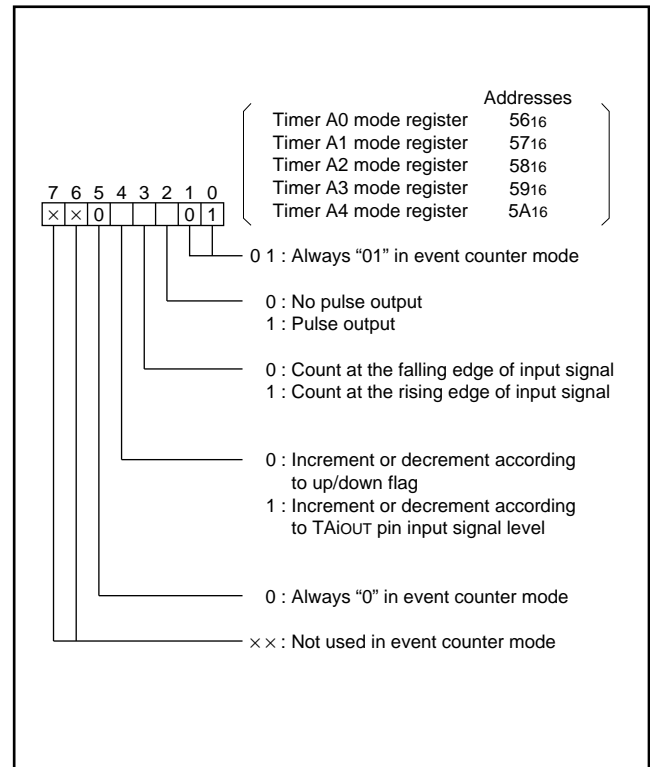 Addresses
Timer A0 mode register 5616
Timer A1 mode register 5716
Timer A2 mode register 5816
Timer A3 mode register 5916
Timer A4 mode register 5A16
7 6 5 4 3 2 1 0
× × 0 0 1
0 1 : Always “01” in event counter mode
0 : No pulse output
1 : Pulse output
0 : Count at the falling edge of input signal
1 : Count at the rising edge of input signal
0 : Increment or decrement according
to up/down flag
1 : Increment or decrement according
to TAiOUT pin input signal level
0 : Always “0” in event counter mode
×× : Not used in event counter mode